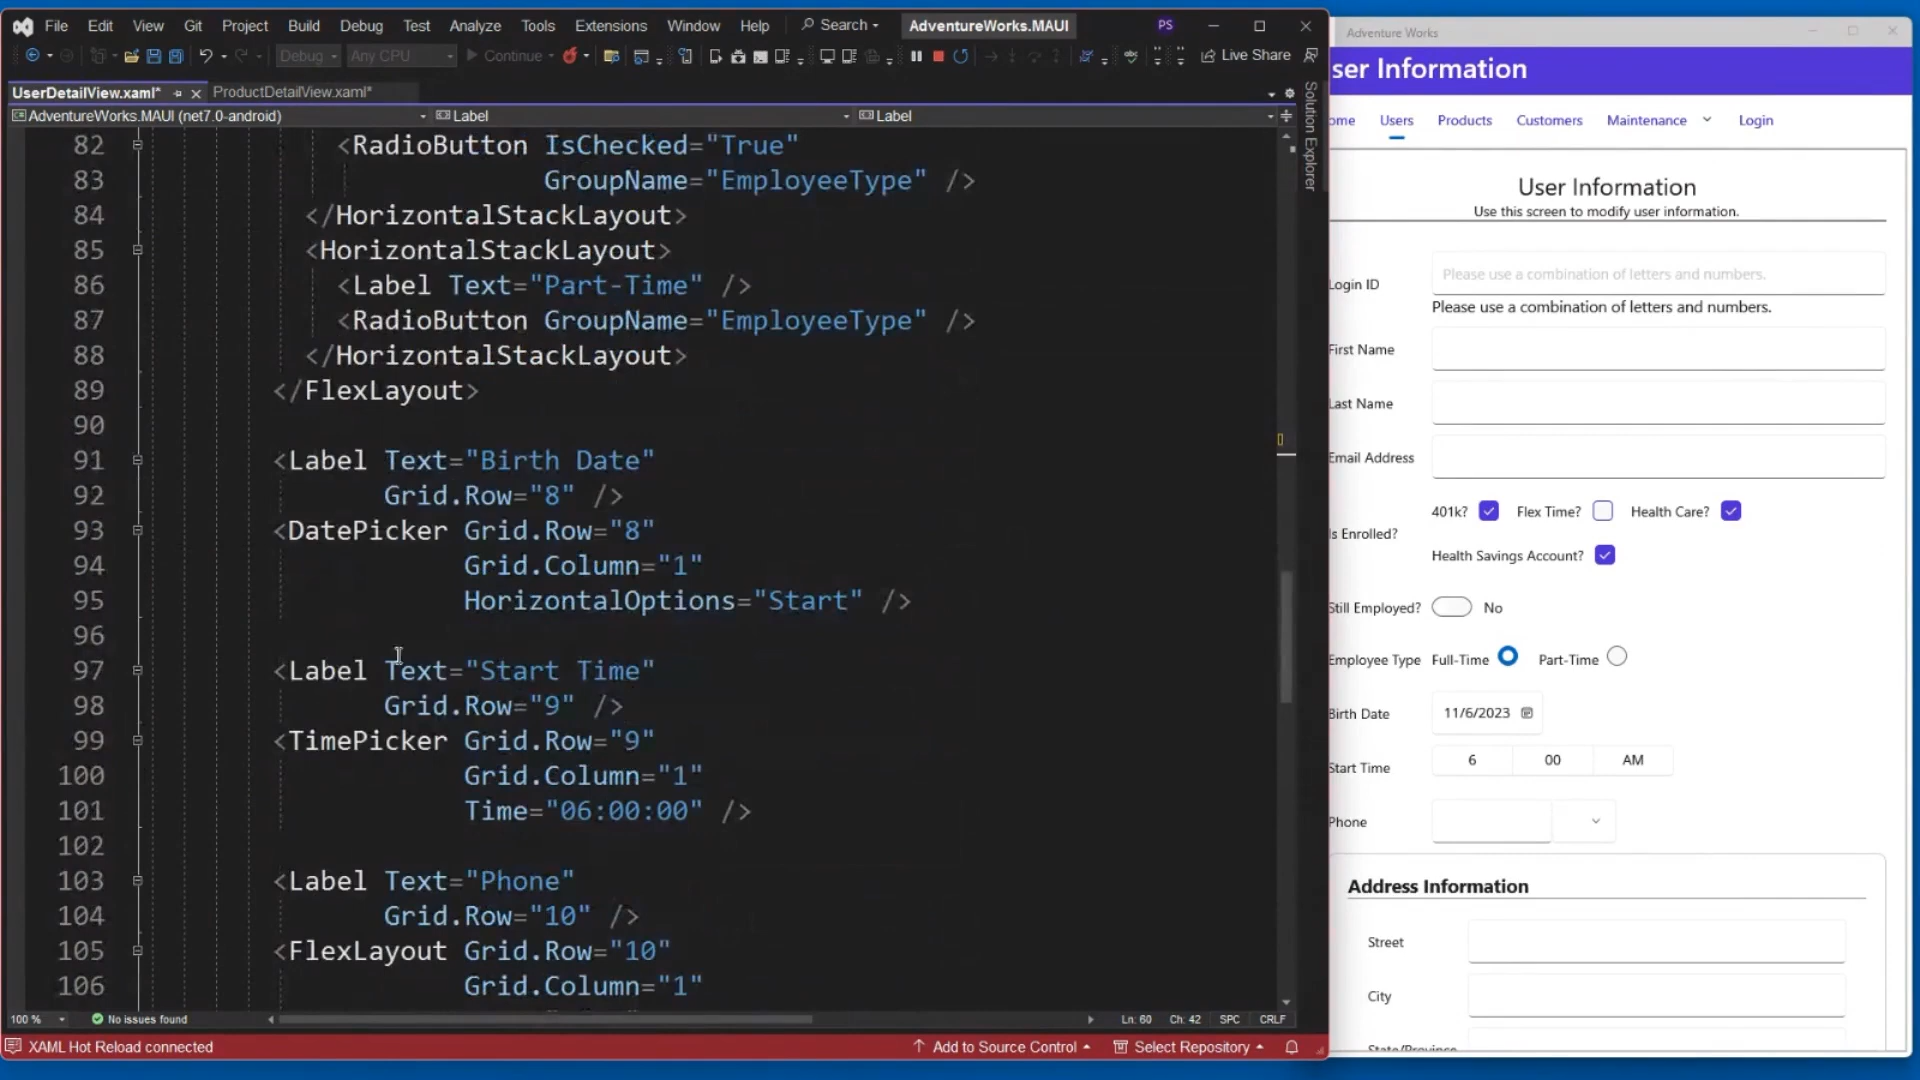 File Edit View Git Project Build Debug Test Analyze Tools Extensions Window Help Search AdventureWorks.MAUI PS
Debug Any CPU Continue Live Share
UserDetailView.xaml* ProductDetailView.xaml*
AdventureWorks.MAUI (net7.0-android) Label Label
Solution Explorer
82 <RadioButton IsChecked="True"
83 GroupName="EmployeeType" />
84 </HorizontalStackLayout>
85 <HorizontalStackLayout>
86 <Label Text="Part-Time" />
87 <RadioButton GroupName="EmployeeType" />
88 </HorizontalStackLayout>
89 </FlexLayout>
90
91 <Label Text="Birth Date"
92 Grid.Row="8" />
93 <DatePicker Grid.Row="8"
94 Grid.Column="1"
95 HorizontalOptions="Start" />
96
97 <Label Text="Start Time"
98 Grid.Row="9" />
99 <TimePicker Grid.Row="9"
100 Grid.Column="1"
101 Time="06:00:00" />
102
103 <Label Text="Phone"
104 Grid.Row="10" />
105 <FlexLayout Grid.Row="10"
106 Grid.Column="1"
100 % No issues found Ln: 60 Ch: 42 SPC CRLF
XAML Hot Reload connected Add to Source Control Select Repository
Adventure Works
ser Information
ome Users Products Customers Maintenance Login
User Information
Use this screen to modify user information.
Login ID Please use a combination of letters and numbers.
Please use a combination of letters and numbers.
First Name
Last Name
Email Address
401k? Flex Time? Health Care?
Is Enrolled?
Health Savings Account?
Still Employed? No
Employee Type Full-Time Part-Time
Birth Date 11/6/2023
Start Time 6 00 AM
Phone
Address Information
Street
City
State/Province